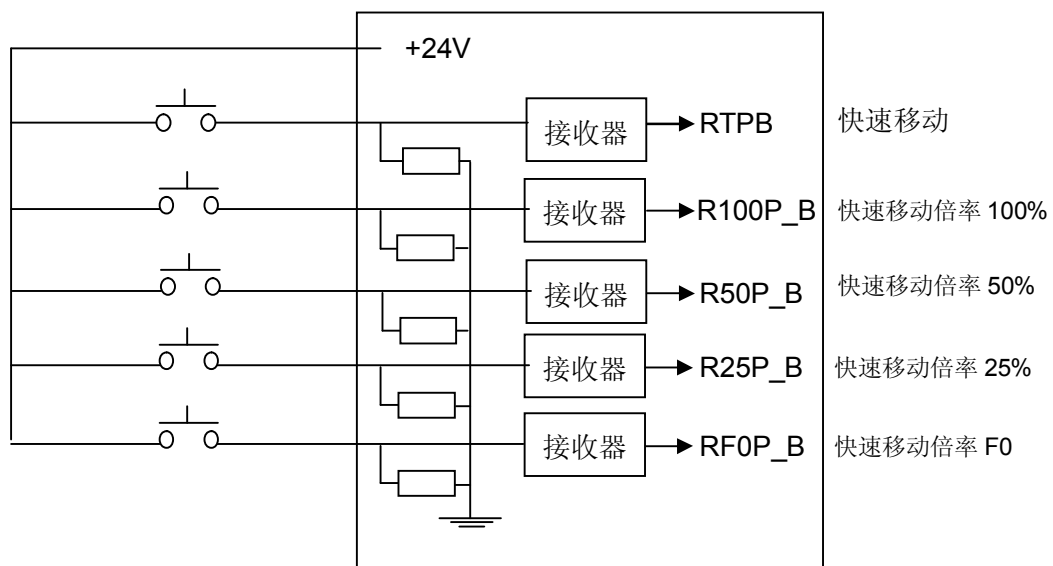 +24V
接收器 RTPB 快速移动
接收器 R100P_B 快速移动倍率 100%
接收器 R50P_B 快速移动倍率 50%
接收器 R25P_B 快速移动倍率 25%
接收器 RF0P_B 快速移动倍率 F0